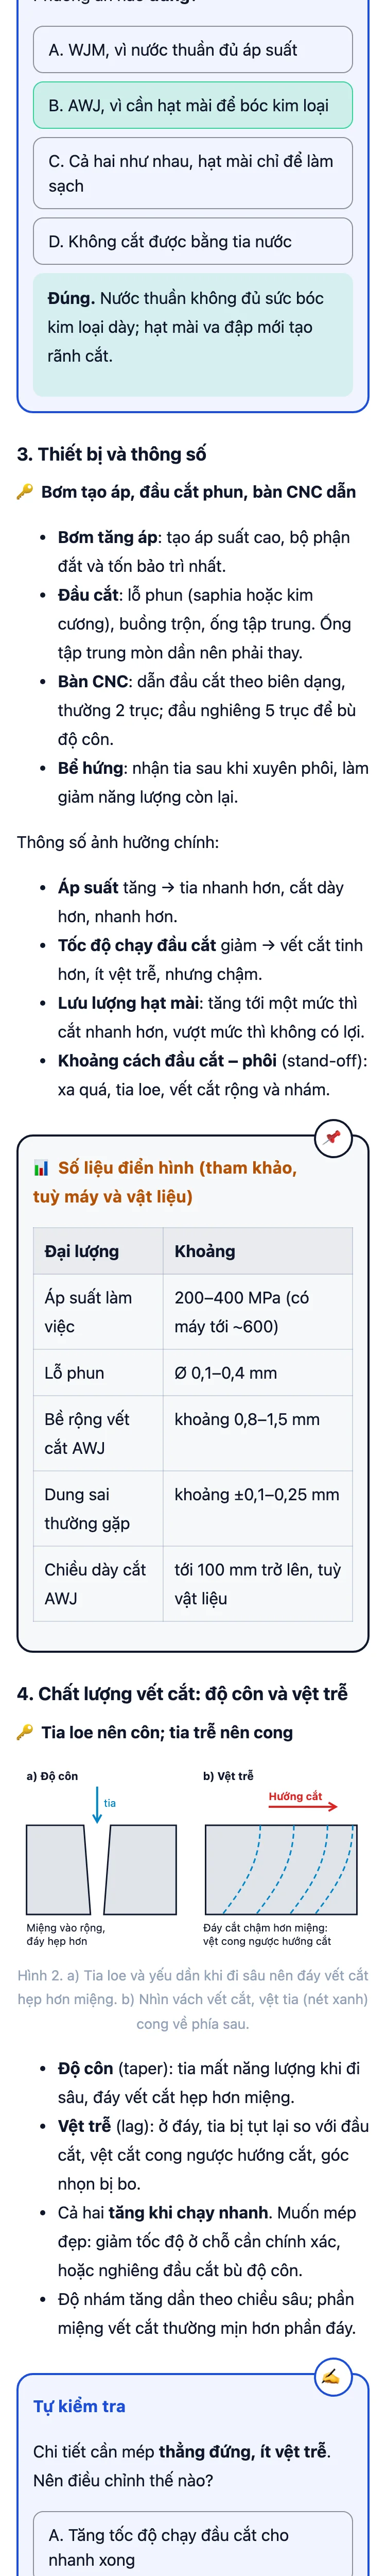 A. WJM, vì nước thuần đủ áp suất
B. AWJ, vì cần hạt mài để bóc kim loại
C. Cả hai như nhau, hạt mài chỉ để làm
sạch
D. Không cắt được bằng tia nước
Đúng. Nước thuần không đủ sức bóc
kim loại dày; hạt mài va đập mới tạo
rãnh cắt.
3. Thiết bị và thông số
🔑 Bơm tạo áp, đầu cắt phun, bàn CNC dẫn
• Bơm tăng áp: tạo áp suất cao, bộ phận
đắt và tốn bảo trì nhất.
• Đầu cắt: lỗ phun (saphia hoặc kim
cương), buồng trộn, ống tập trung. Ống
tập trung mòn dần nên phải thay.
• Bàn CNC: dẫn đầu cắt theo biên dạng,
thường 2 trục; đầu nghiêng 5 trục để bù
độ côn.
• Bể hứng: nhận tia sau khi xuyên phôi, làm
giảm năng lượng còn lại.
Thông số ảnh hưởng chính:
• Áp suất tăng → tia nhanh hơn, cắt dày
hơn, nhanh hơn.
• Tốc độ chạy đầu cắt giảm → vết cắt tinh
hơn, ít vệt trễ, nhưng chậm.
• Lưu lượng hạt mài: tăng tới một mức thì
cắt nhanh hơn, vượt mức thì không có lợi.
• Khoảng cách đầu cắt – phôi (stand-off):
xa quá, tia loe, vết cắt rộng và nhám.
📊 Số liệu điển hình (tham khảo,
tuỳ máy và vật liệu)
Đại lượng Khoảng
Áp suất làm
việc
200–400 MPa (có
máy tới ~600)
Lỗ phun Ø 0,1–0,4 mm
Bề rộng vết
cắt AWJ
khoảng 0,8–1,5 mm
Dung sai
thường gặp
khoảng ±0,1–0,25 mm
Chiều dày cắt
AWJ
tới 100 mm trở lên, tuỳ
vật liệu
4. Chất lượng vết cắt: độ côn và vệt trễ
🔑 Tia loe nên côn; tia trễ nên cong
a) Độ côn
tia
Miệng vào rộng,
đáy hẹp hơn
b) Vệt trễ
Hướng cắt
Đáy cắt chậm hơn miệng:
vệt cong ngược hướng cắt
Hình 2. a) Tia loe và yếu dần khi đi sâu nên đáy vết cắt
hẹp hơn miệng. b) Nhìn vách vết cắt, vệt tia (nét xanh)
cong về phía sau.
• Độ côn (taper): tia mất năng lượng khi đi
sâu, đáy vết cắt hẹp hơn miệng.
• Vệt trễ (lag): ở đáy, tia bị tụt lại so với đầu
cắt, vệt cắt cong ngược hướng cắt, góc
nhọn bị bo.
• Cả hai tăng khi chạy nhanh. Muốn mép
đẹp: giảm tốc độ ở chỗ cần chính xác,
hoặc nghiêng đầu cắt bù độ côn.
• Độ nhám tăng dần theo chiều sâu; phần
miệng vết cắt thường mịn hơn phần đáy.
Tự kiểm tra
Chi tiết cần mép thẳng đứng, ít vệt trễ.
Nên điều chỉnh thế nào?
A. Tăng tốc độ chạy đầu cắt cho
nhanh xong